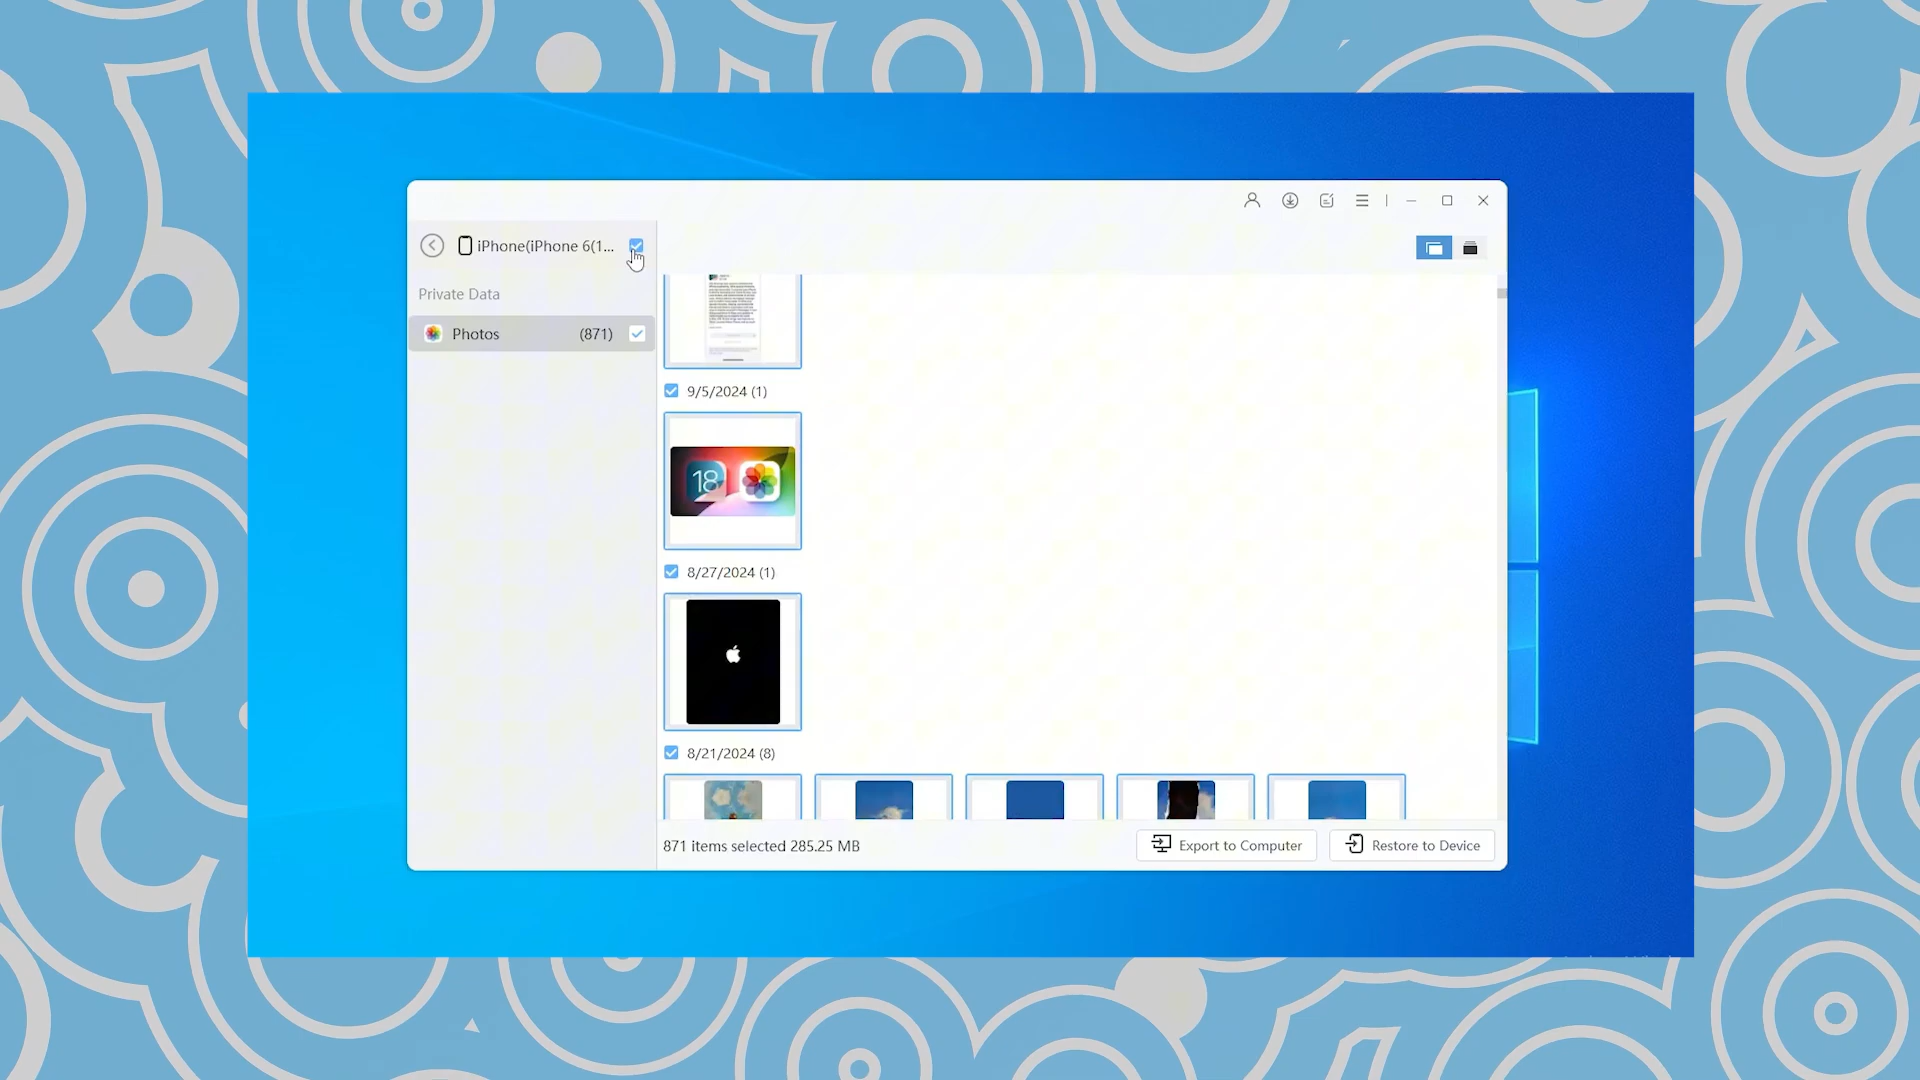 iPhone(iPhone 6(1...
Private Data
Photos (871)
9/5/2024 (1)
18
8/27/2024 (1)
8/21/2024 (8)
871 items selected 285.25 MB
Export to Computer
Restore to Device